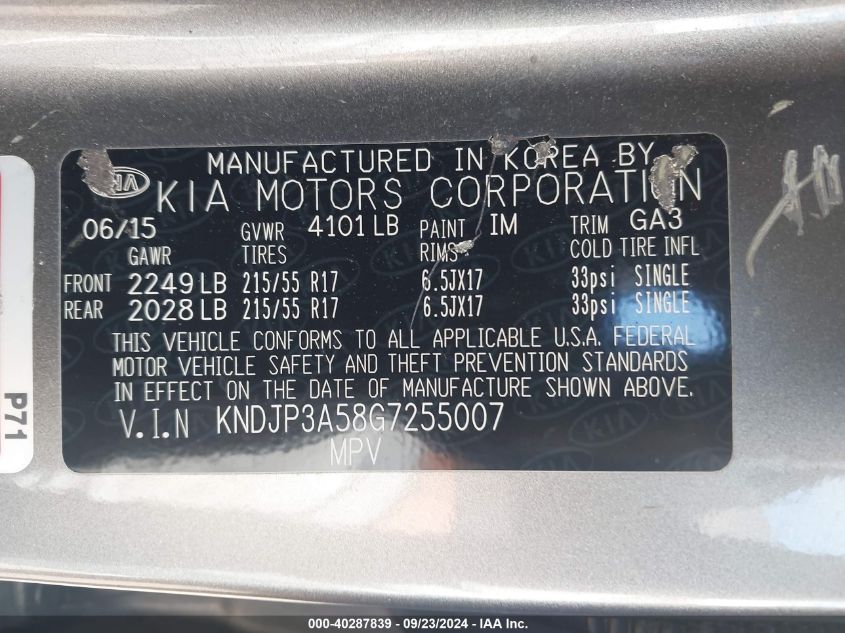 MANUFACTURED IN KOREA BY
KIA KIA MOTORS CORPORATION
06/15 GVWR 4101 LB PAINT IM TRIM GA3
GAWR TIRES RIMS COLD TIRE INFL
FRONT 2249 LB 215/55 R17 6.5JX17 33psi SINGLE
REAR 2028 LB 215/55 R17 6.5JX17 33psi SINGLE
THIS VEHICLE CONFORMS TO ALL APPLICABLE U.S.A. FEDERAL
MOTOR VEHICLE SAFETY AND THEFT PREVENTION STANDARDS
IN EFFECT ON THE DATE OF MANUFACTURE SHOWN ABOVE.
V.I.N KNDJP3A58G7255007
MPV
P71
000-40287839 - 09/23/2024 - IAA Inc.